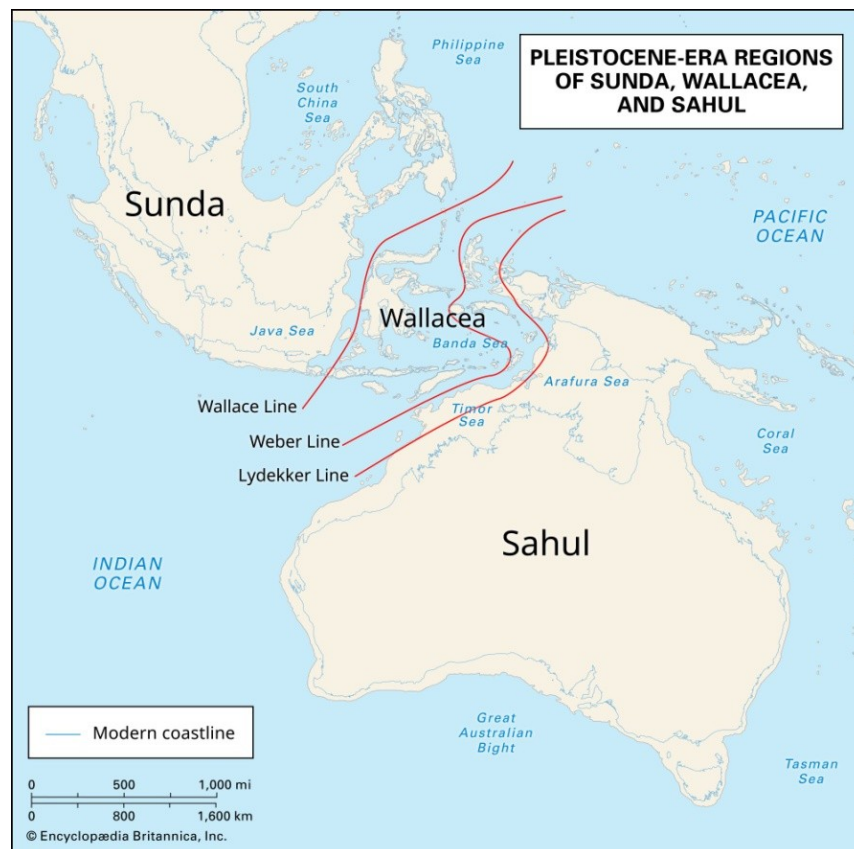 PLEISTOCENE-ERA REGIONS
OF SUNDA, WALLACEA,
AND SAHUL
Philippine
Sea
South
China
Sea
Sunda
PACIFIC
OCEAN
Wallacea
Java Sea
Banda Sea
Arafura Sea
Wallace Line
Timor
Sea
Weber Line
Coral
Sea
Lydekker Line
Sahul
INDIAN
OCEAN
Great
Australian
Bight
Tasman
Sea
Modern coastline
0 500 1,000 mi
0 800 1,600 km
© Encyclopædia Britannica, Inc.